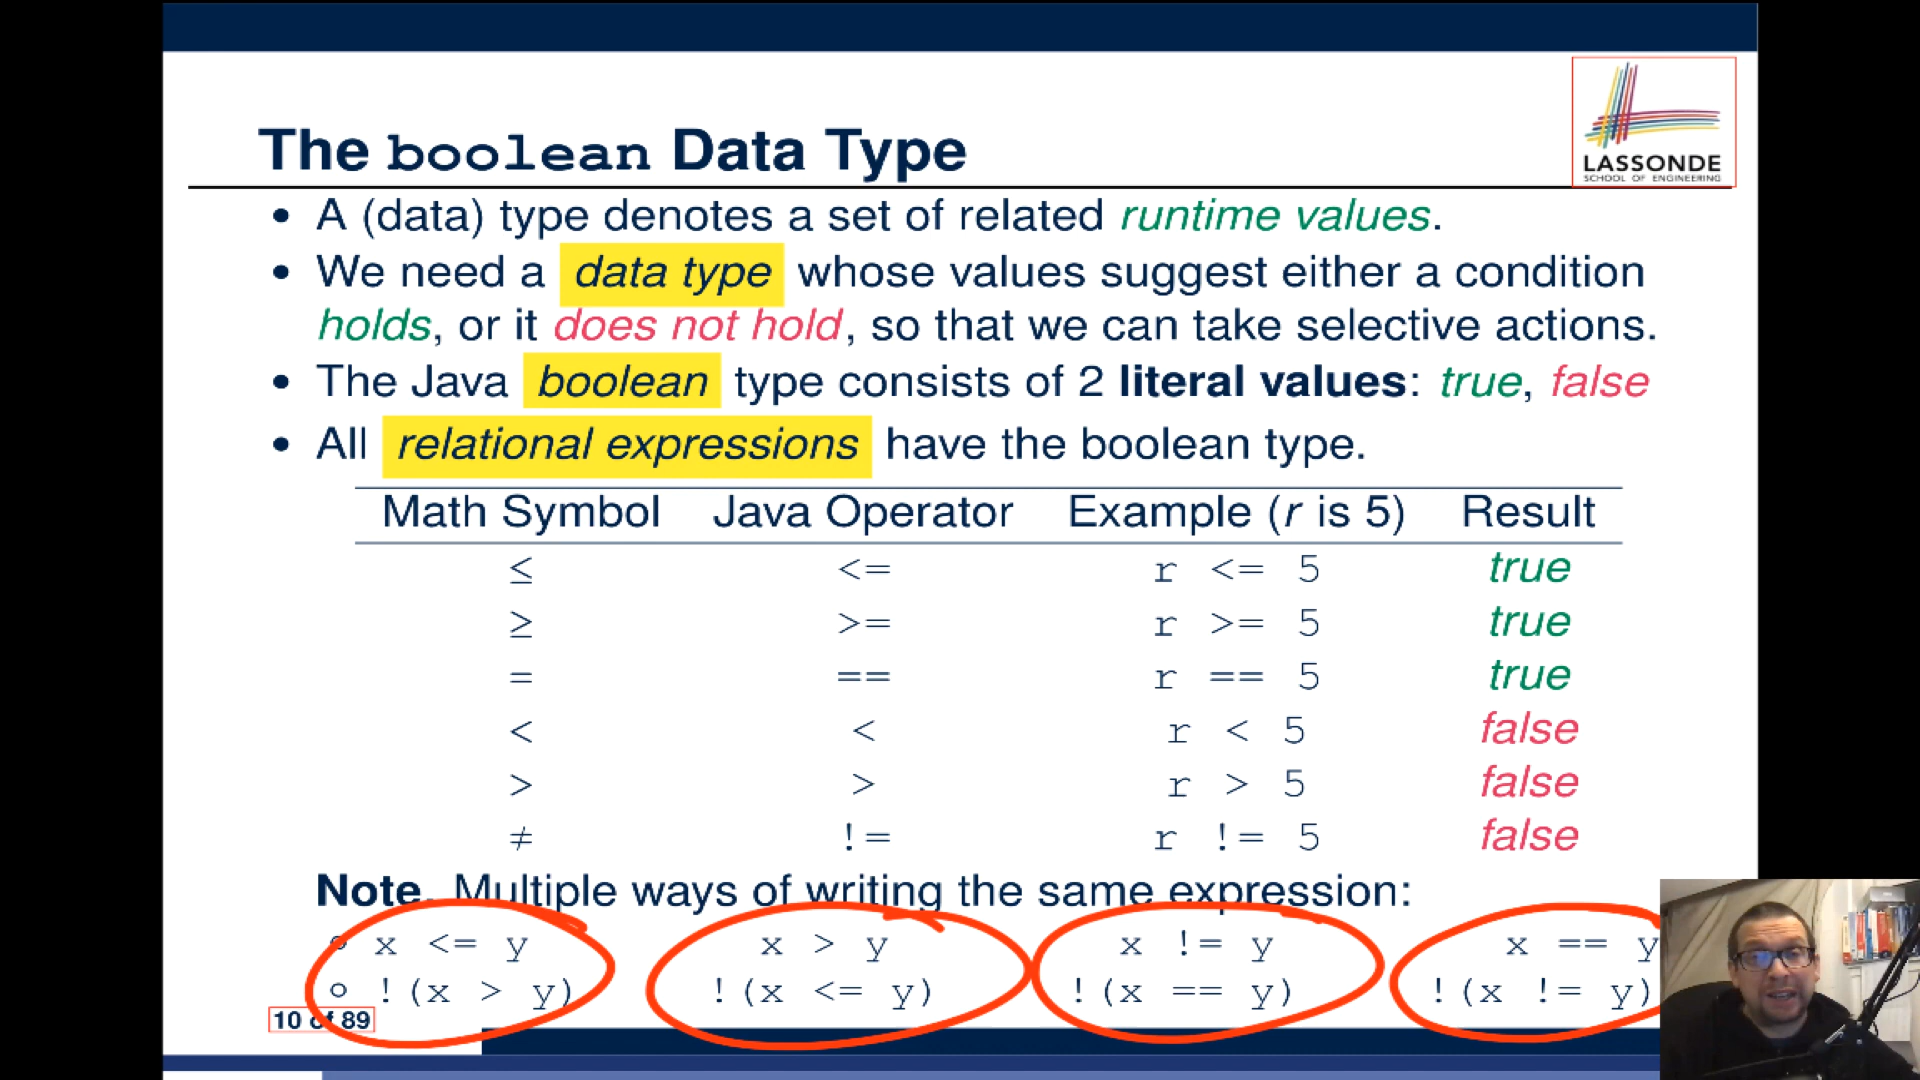 LASSONDE
SCHOOL OF ENGINEERING
The boolean Data Type
• A (data) type denotes a set of related runtime values.
• We need a data type whose values suggest either a condition
holds, or it does not hold, so that we can take selective actions.
• The Java boolean type consists of 2 literal values: true, false
• All relational expressions have the boolean type.
Math Symbol Java Operator Example (r is 5) Result
≤ <= r <= 5 true
≥ >= r >= 5 true
= == r == 5 true
< < r < 5 false
> > r > 5 false
≠ != r != 5 false
Note. Multiple ways of writing the same expression:
◦ x <= y x > y x != y x == y
◦ !(x > y) !(x <= y) !(x == y) !(x != y)
10 of 89